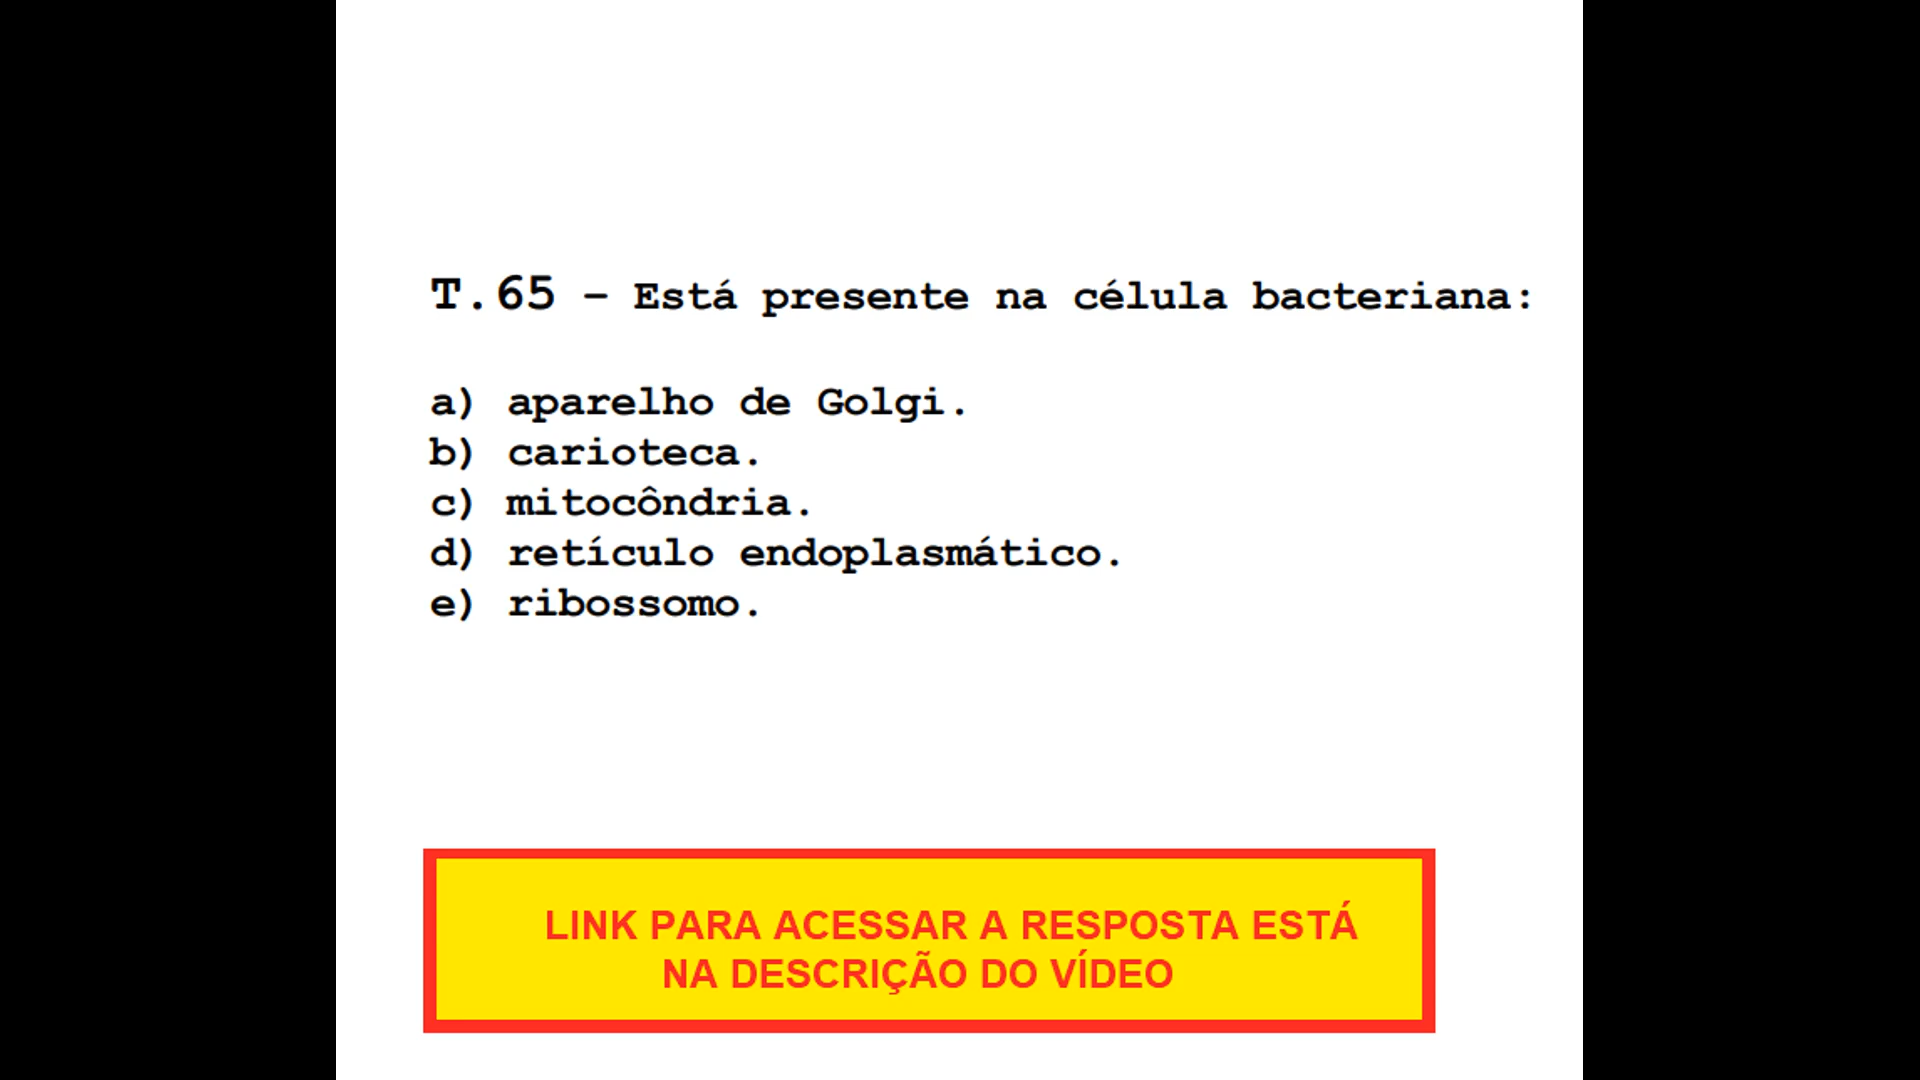 T.65 – Está presente na célula bacteriana:
a) aparelho de Golgi.
b) carioteca.
c) mitocôndria.
d) retículo endoplasmático.
e) ribossomo.
LINK PARA ACESSAR A RESPOSTA ESTÁ
NA DESCRIÇÃO DO VÍDEO